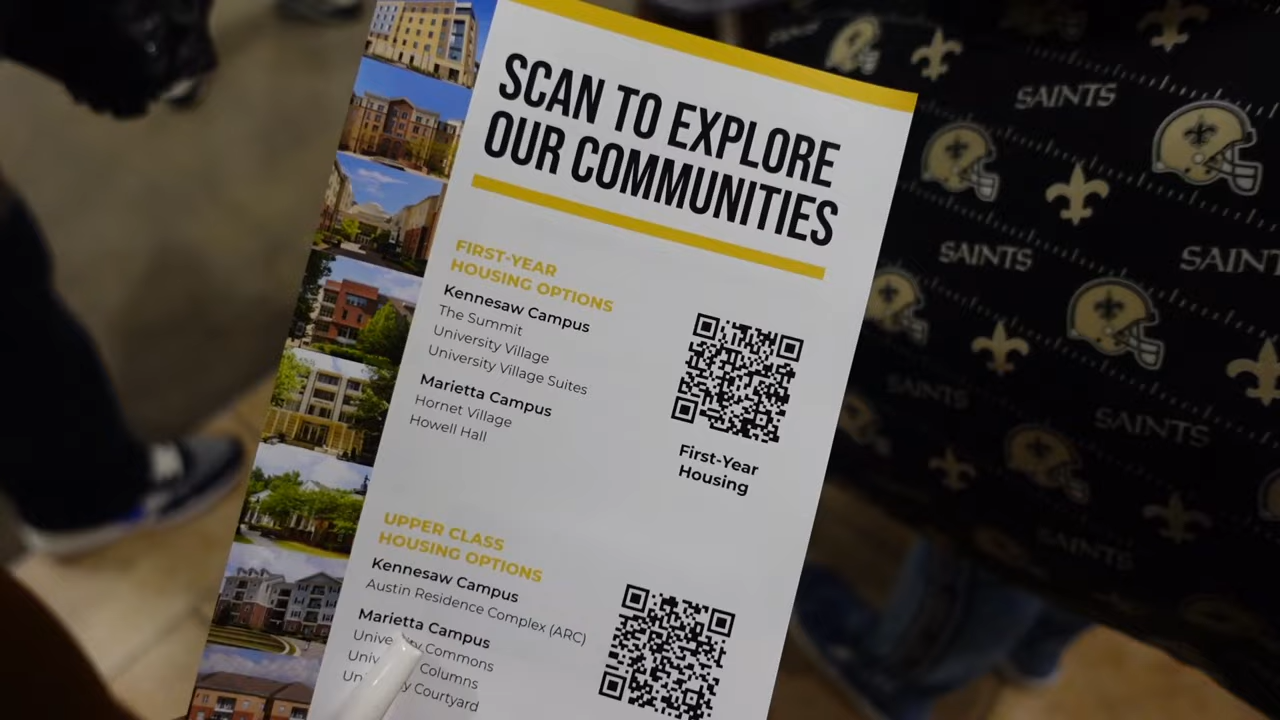 SCAN TO EXPLORE
OUR COMMUNITIES
FIRST-YEAR
HOUSING OPTIONS
Kennesaw Campus
The Summit
University Village
University Village Suites
Marietta Campus
Hornet Village
Howell Hall
First-Year
Housing
UPPER CLASS
HOUSING OPTIONS
Kennesaw Campus
Austin Residence Complex (ARC)
Marietta Campus
Commons
Columns
Courtyard
SAINTS
SAINTS
SAINTS
SAINTS
SAINTS
SAINTS